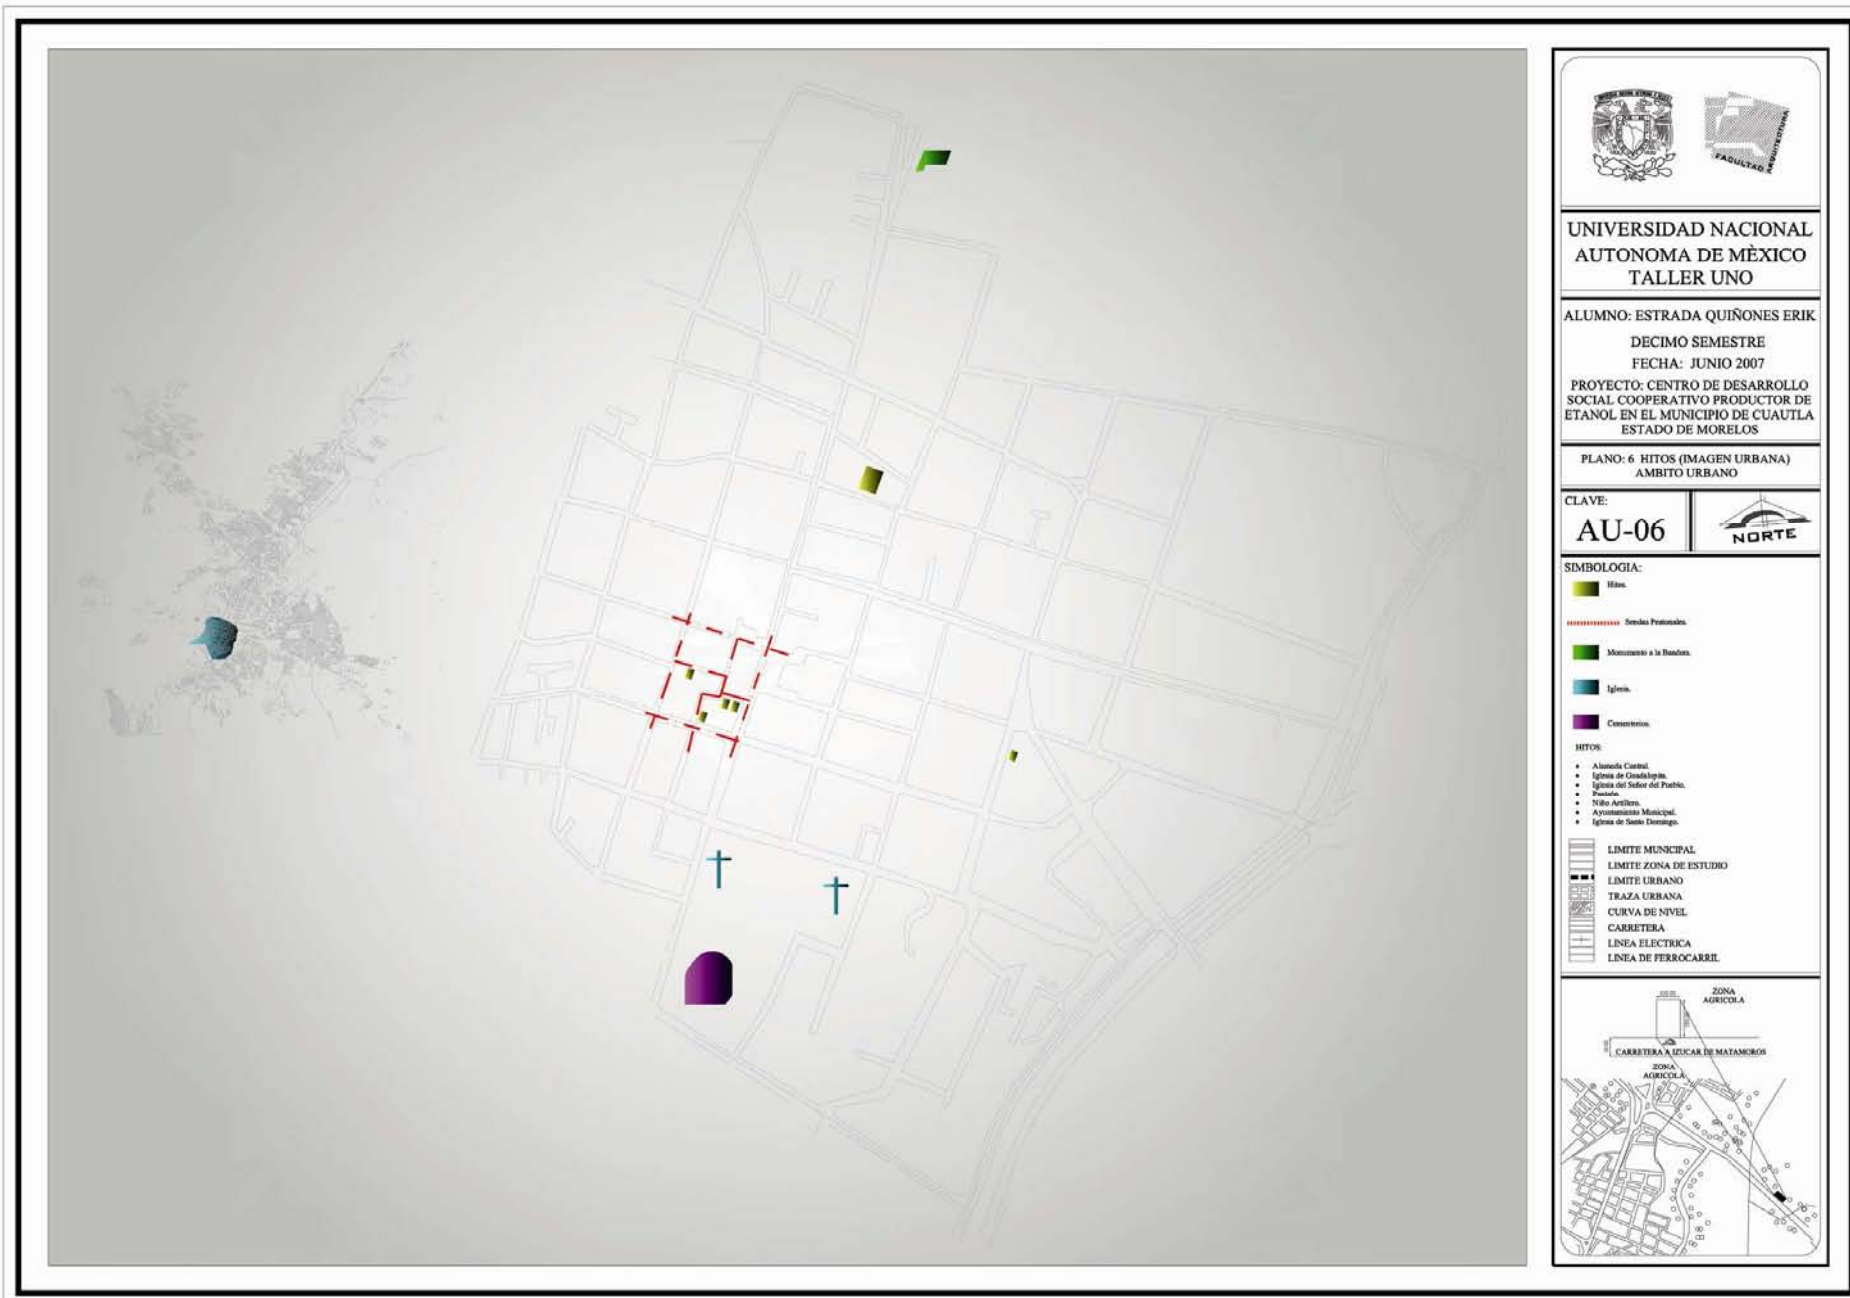 FACULTAD
ARQUITECTURA
UNIVERSIDAD NACIONAL
AUTONOMA DE MÈXICO
TALLER UNO
ALUMNO: ESTRADA QUIÑONES ERIK
DECIMO SEMESTRE
FECHA: JUNIO 2007
PROYECTO: CENTRO DE DESARROLLO
SOCIAL COOPERATIVO PRODUCTOR DE
ETANOL EN EL MUNICIPIO DE CUAUTLA
ESTADO DE MORELOS
PLANO: 6 HITOS (IMAGEN URBANA)
AMBITO URBANO
CLAVE:
AU-06
NORTE
SIMBOLOGIA:
Hitos.
Sendas Peatonales.
Monumento a la Bandera.
Iglesia.
Cementerios.
HITOS:
Alameda Central.
Iglesia de Guadalupita.
Iglesia del Señor del Pueblo.
Niño Artillero.
Ayuntamiento Municipal.
Iglesia de Santo Domingo.
LIMITE MUNICIPAL
LIMITE ZONA DE ESTUDIO
LIMITE URBANO
TRAZA URBANA
CURVA DE NIVEL
CARRETERA
LINEA ELECTRICA
LINEA DE FERROCARRIL
ZONA
AGRICOLA
CARRETERA A IZUCAR DE MATAMOROS
ZONA
AGRICOLA